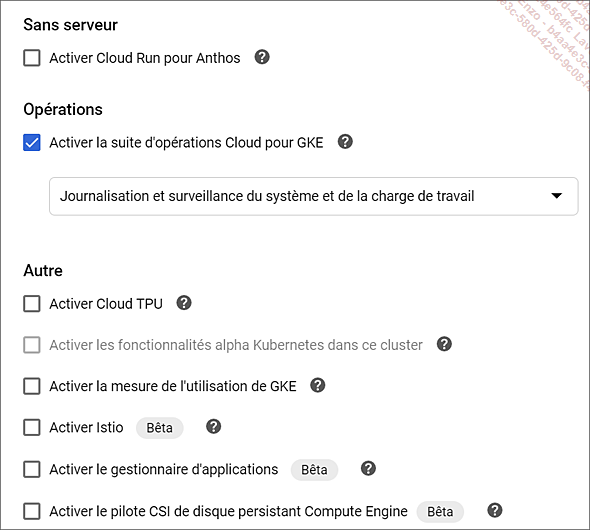 Sans serveur
Activer Cloud Run pour Anthos
Opérations
Activer la suite d'opérations Cloud pour GKE
Journalisation et surveillance du système et de la charge de travail
Autre
Activer Cloud TPU
Activer les fonctionnalités alpha Kubernetes dans ce cluster
Activer la mesure de l'utilisation de GKE
Activer Istio Bêta
Activer le gestionnaire d'applications Bêta
Activer le pilote CSI de disque persistant Compute Engine Bêta